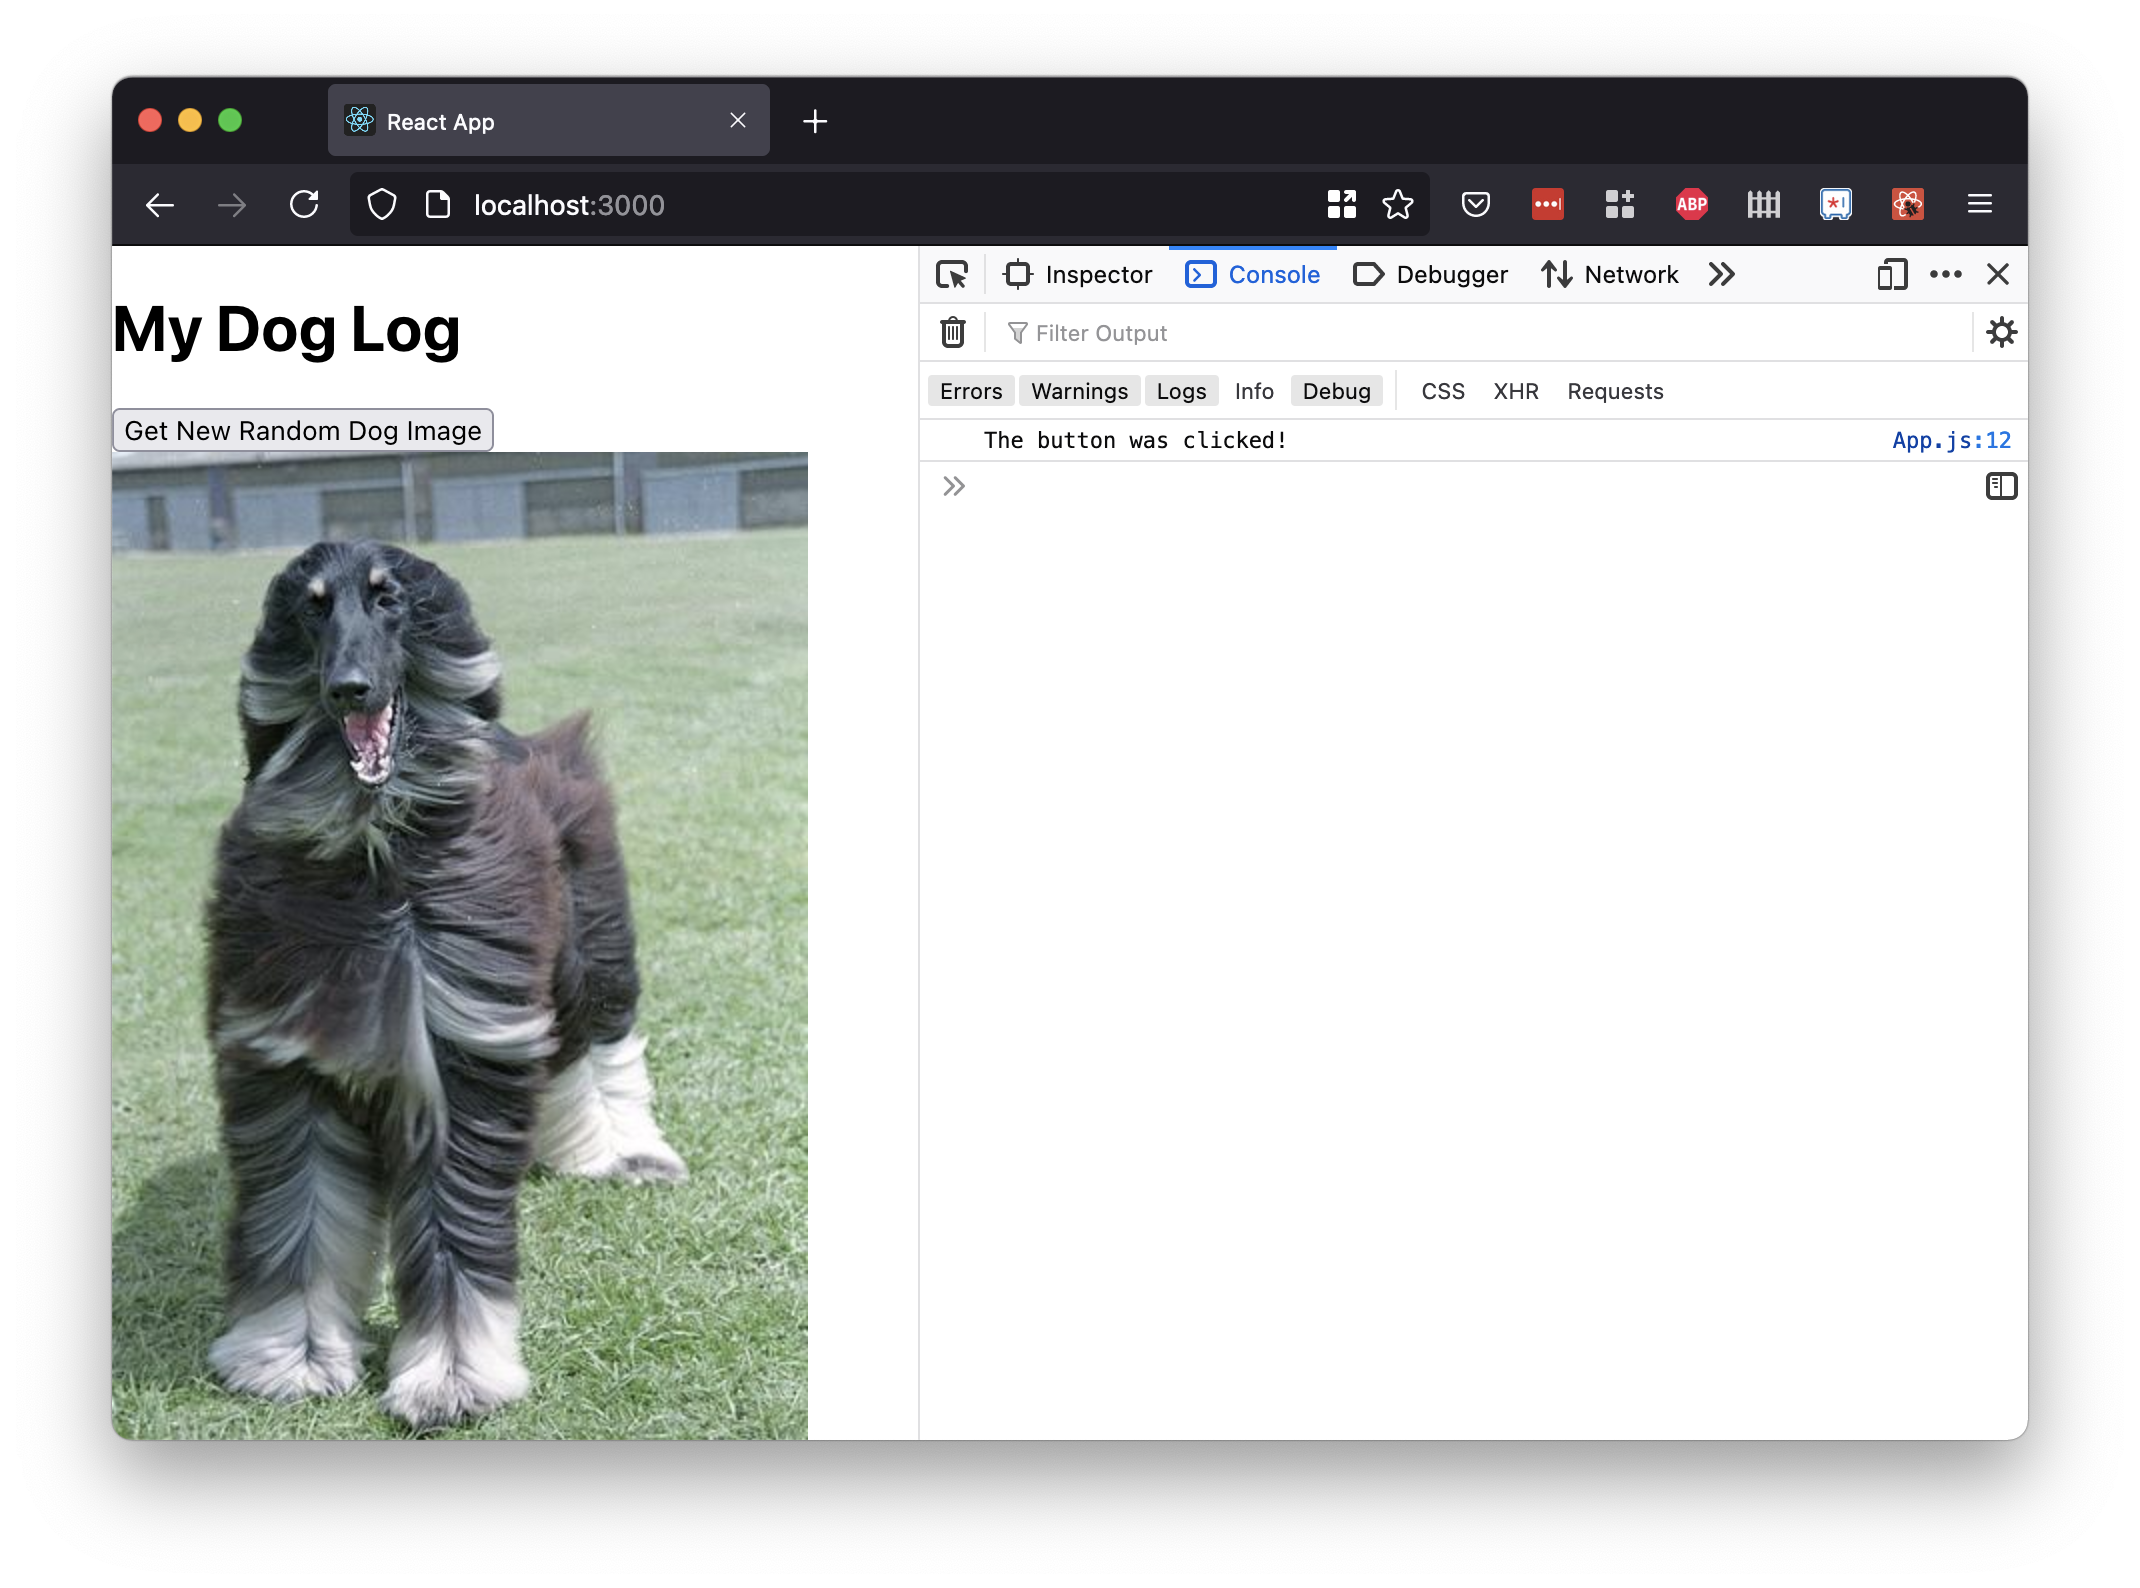 React App
localhost:3000
ABP
My Dog Log
Get New Random Dog Image
Inspector Console Debugger Network
Filter Output
Errors Warnings Logs Info Debug CSS XHR Requests
The button was clicked! App.js:12